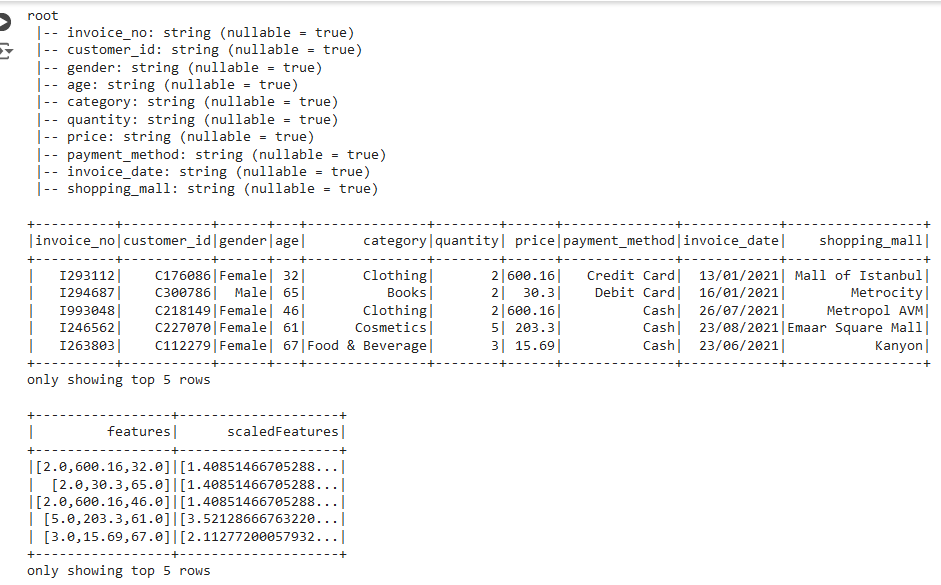 root
 |-- invoice_no: string (nullable = true)
 |-- customer_id: string (nullable = true)
 |-- gender: string (nullable = true)
 |-- age: string (nullable = true)
 |-- category: string (nullable = true)
 |-- quantity: string (nullable = true)
 |-- price: string (nullable = true)
 |-- payment_method: string (nullable = true)
 |-- invoice_date: string (nullable = true)
 |-- shopping_mall: string (nullable = true)

+----------+-----------+------+---+---------------+--------+------+--------------+------------+-----------------+
|invoice_no|customer_id|gender|age|       category|quantity| price|payment_method|invoice_date|    shopping_mall|
+----------+-----------+------+---+---------------+--------+------+--------------+------------+-----------------+
|   I293112|    C176086|Female| 32|       Clothing|       2|600.16|   Credit Card|  13/01/2021| Mall of Istanbul|
|   I294687|    C300786|  Male| 65|          Books|       2|  30.3|    Debit Card|  16/01/2021|        Metrocity|
|   I993048|    C218149|Female| 46|       Clothing|       2|600.16|          Cash|  26/07/2021|     Metropol AVM|
|   I246562|    C227070|Female| 61|      Cosmetics|       5| 203.3|          Cash|  23/08/2021|Emaar Square Mall|
|   I263803|    C112279|Female| 67|Food & Beverage|       3| 15.69|          Cash|  23/06/2021|           Kanyon|
+----------+-----------+------+---+---------------+--------+------+--------------+------------+-----------------+
only showing top 5 rows

+-----------------+--------------------+
|         features|      scaledFeatures|
+-----------------+--------------------+
|[2.0,600.16,32.0]|[1.40851466705288...|
|  [2.0,30.3,65.0]|[1.40851466705288...|
|[2.0,600.16,46.0]|[1.40851466705288...|
| [5.0,203.3,61.0]|[3.52128666763220...|
| [3.0,15.69,67.0]|[2.11277200057932...|
+-----------------+--------------------+
only showing top 5 rows